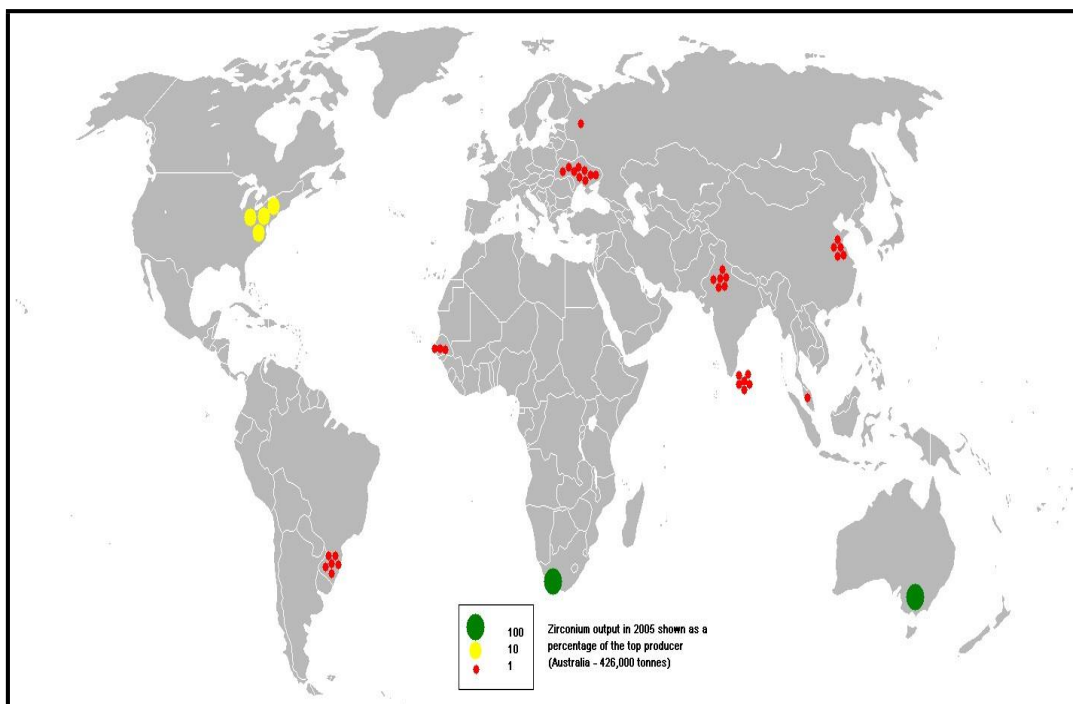 100
10
1
Zirconium output in 2005 shown as a
percentage of the top producer
(Australia - 426,000 tonnes)